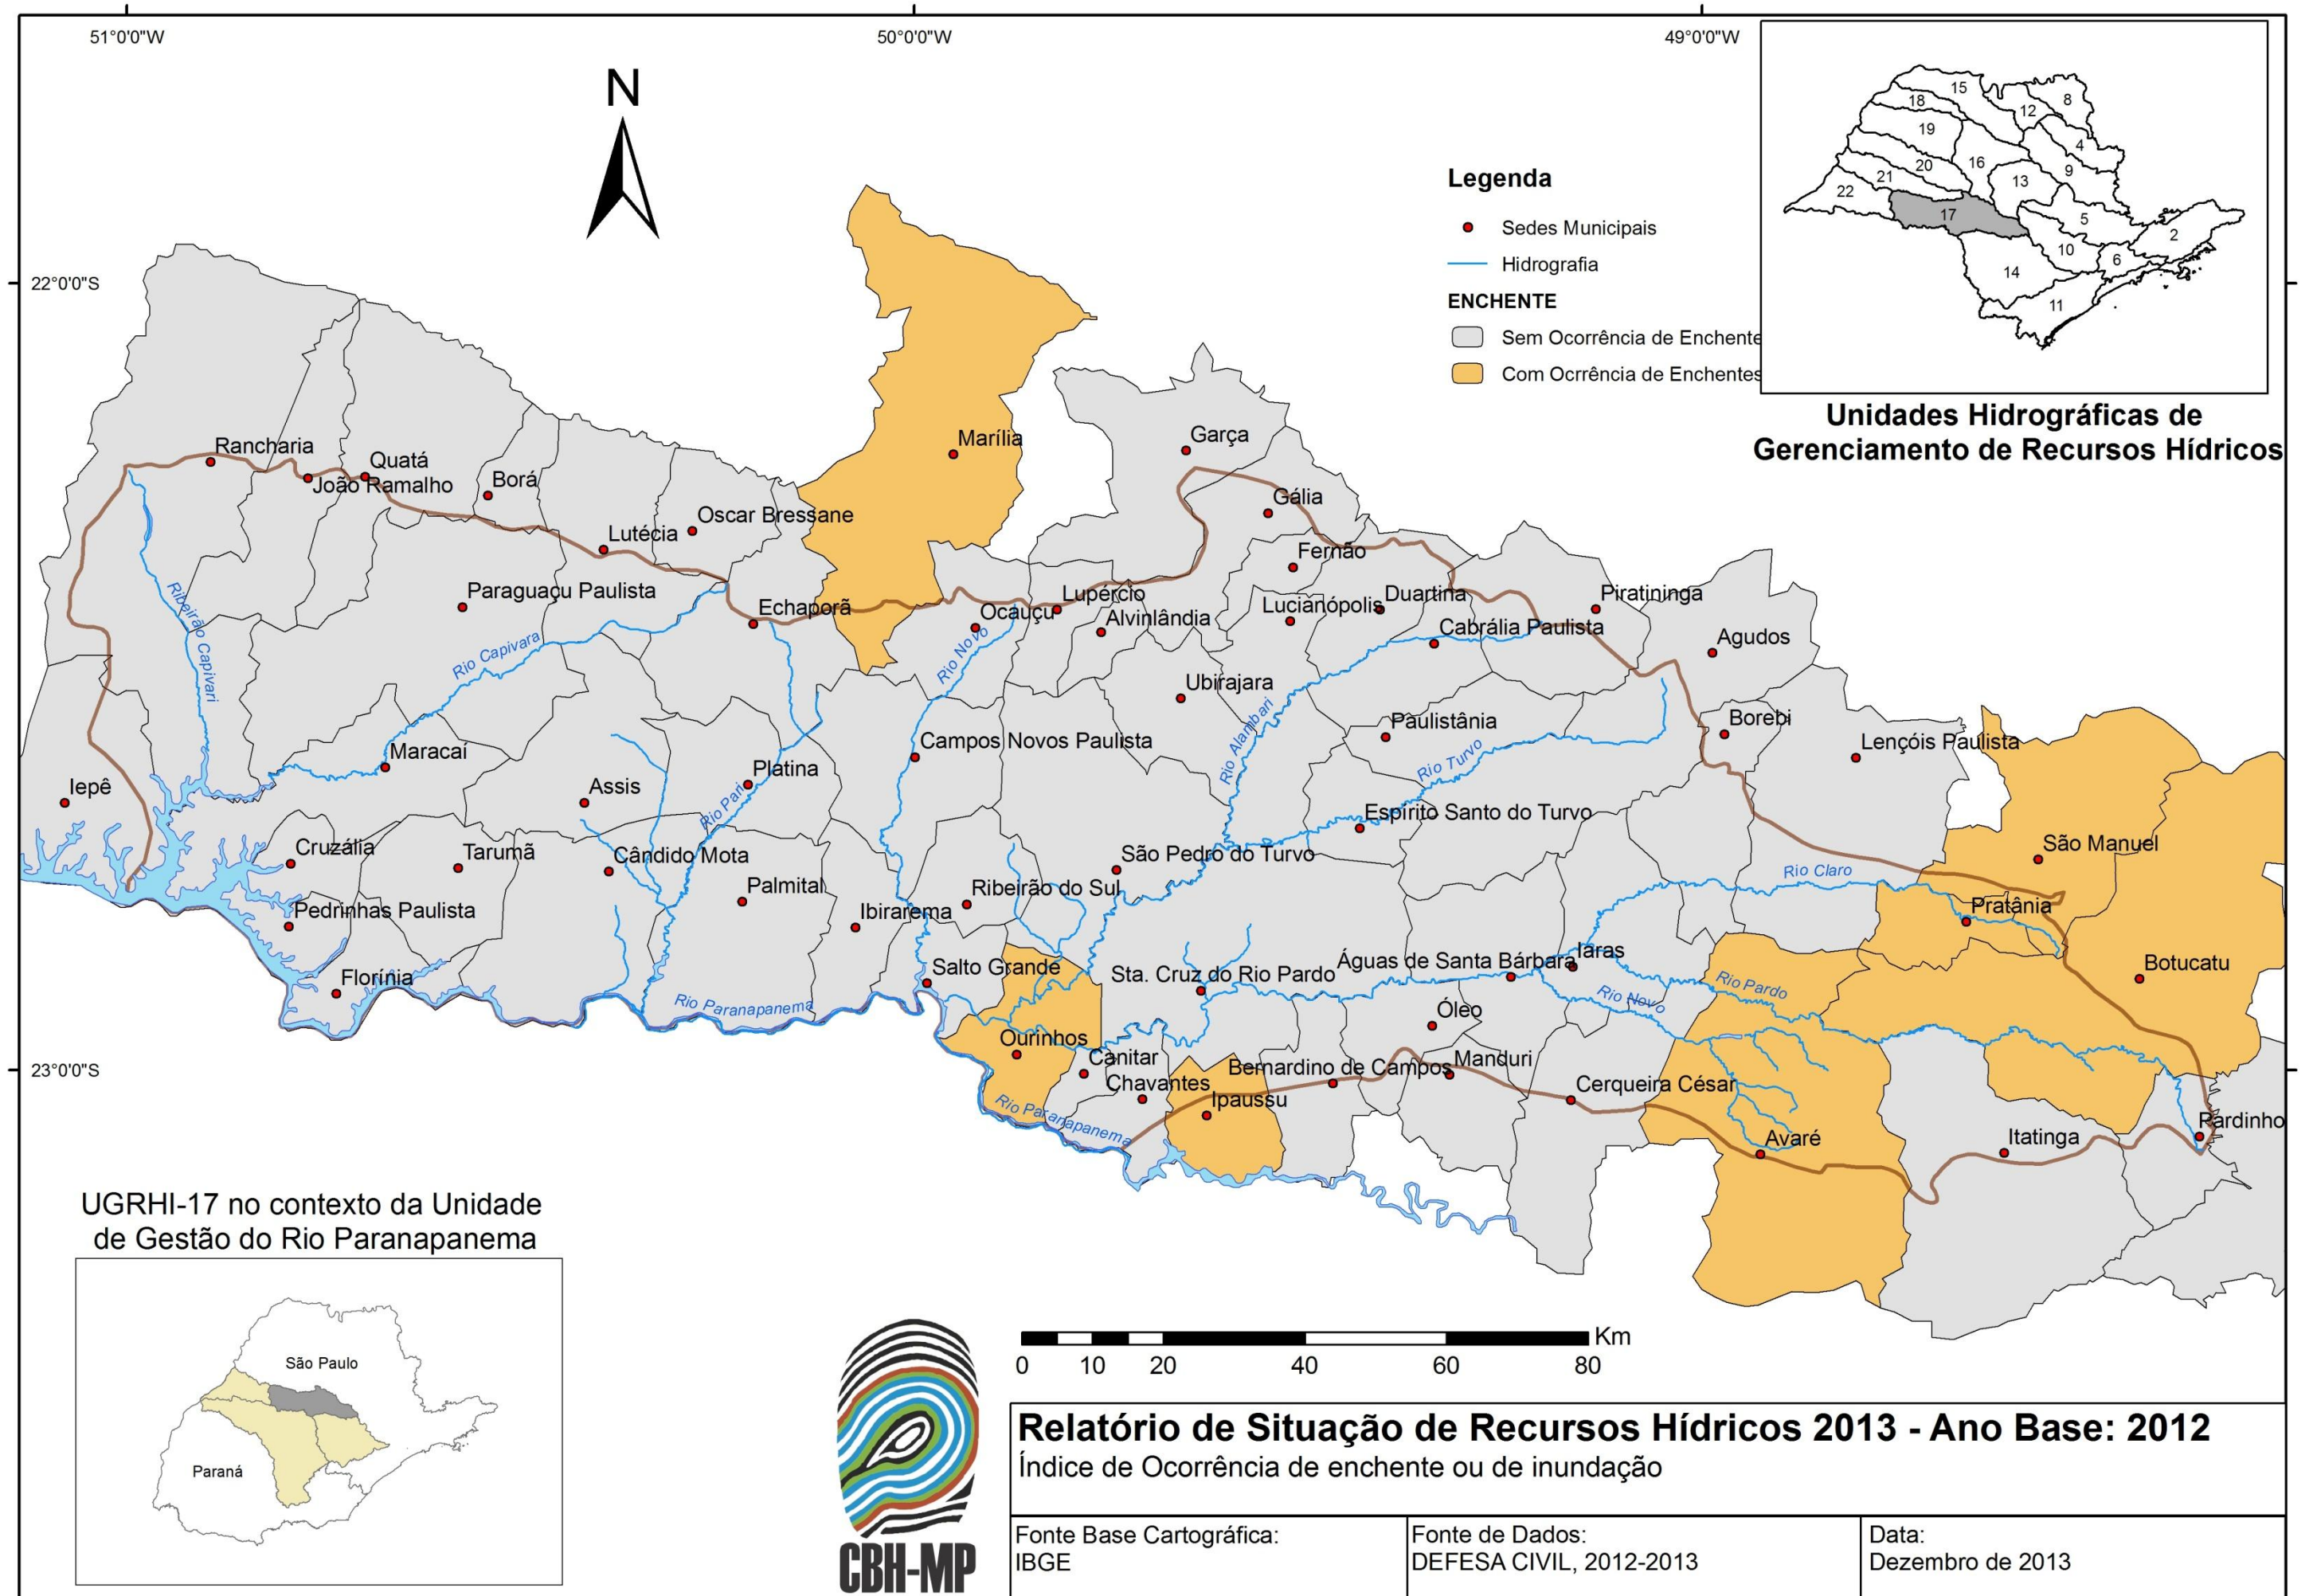 51°0'0"W
50°0'0"W
49°0'0"W
N
22°0'0"S
23°0'0"S
Legenda
Sedes Municipais
Hidrografia
ENCHENTE
Sem Ocorrência de Enchente
Com Ocrrência de Enchentes
15
8
18
12
19
4
16
20
9
13
21
22
17
5
2
10
6
14
11
Unidades Hidrográficas de
Gerenciamento de Recursos Hídricos
Marília
Garça
Rancharia
Quatá
João Ramalho
Borá
Gália
Oscar Bressane
Lutécia
Fernão
Paraguaçu Paulista
Echaporã
Ocauçu
Lupércio
Alvinlândia
Lucianópolis
Duartina
Piratininga
Cabrália Paulista
Agudos
Ribeirão Capivari
Rio Capivara
Rio Novo
Ubirajara
Rio Alambari
Paulistânia
Borebi
Lençóis Paulista
Campos Novos Paulista
Maracaí
Rio Turvo
Platina
Iepê
Assis
Rio Pari
Espírito Santo do Turvo
Cruzália
Tarumã
Cândido Mota
São Pedro do Turvo
São Manuel
Rio Claro
Palmital
Ribeirão do Sul
Pedrinhas Paulista
Ibirarema
Pratânia
Salto Grande
Sta. Cruz do Rio Pardo
Águas de Santa Bárbara
Iaras
Botucatu
Florínia
Rio Pardo
Rio Novo
Rio Paranapanema
Óleo
Ourinhos
Canitar
Chavantes
Bernardino de Campos
Manduri
Cerqueira César
Ipaussu
Rio Paranapanema
Avaré
Itatinga
Pardinho
UGRHI-17 no contexto da Unidade
de Gestão do Rio Paranapanema
São Paulo
Paraná
Km
0 10 20 40 60 80
CBH-MP
Relatório de Situação de Recursos Hídricos 2013 - Ano Base: 2012
Índice de Ocorrência de enchente ou de inundação
Fonte Base Cartográfica:
IBGE
Fonte de Dados:
DEFESA CIVIL, 2012-2013
Data:
Dezembro de 2013